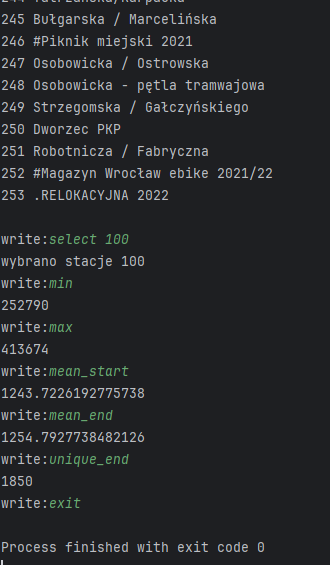 244 Tatrzańska/Karpacka
245 Bułgarska / Marcelińska
246 #Piknik miejski 2021
247 Osobowicka / Ostrowska
248 Osobowicka - pętla tramwajowa
249 Strzegomska / Gałczyńskiego
250 Dworzec PKP
251 Robotnicza / Fabryczna
252 #Magazyn Wrocław ebike 2021/22
253 .RELOKACYJNA 2022
write:select 100
wybrano stacje 100
write:min
252790
write:max
413674
write:mean_start
1243.7226192775738
write:mean_end
1254.7927738482126
write:unique_end
1850
write:exit
Process finished with exit code 0